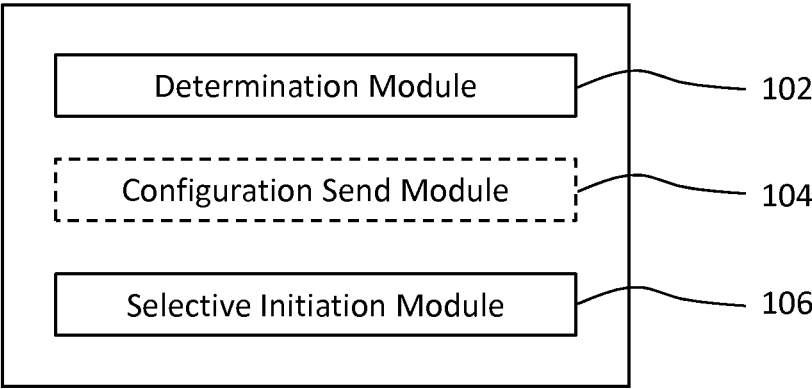 Determination Module
102
Configuration Send Module
104
Selective Initiation Module
106